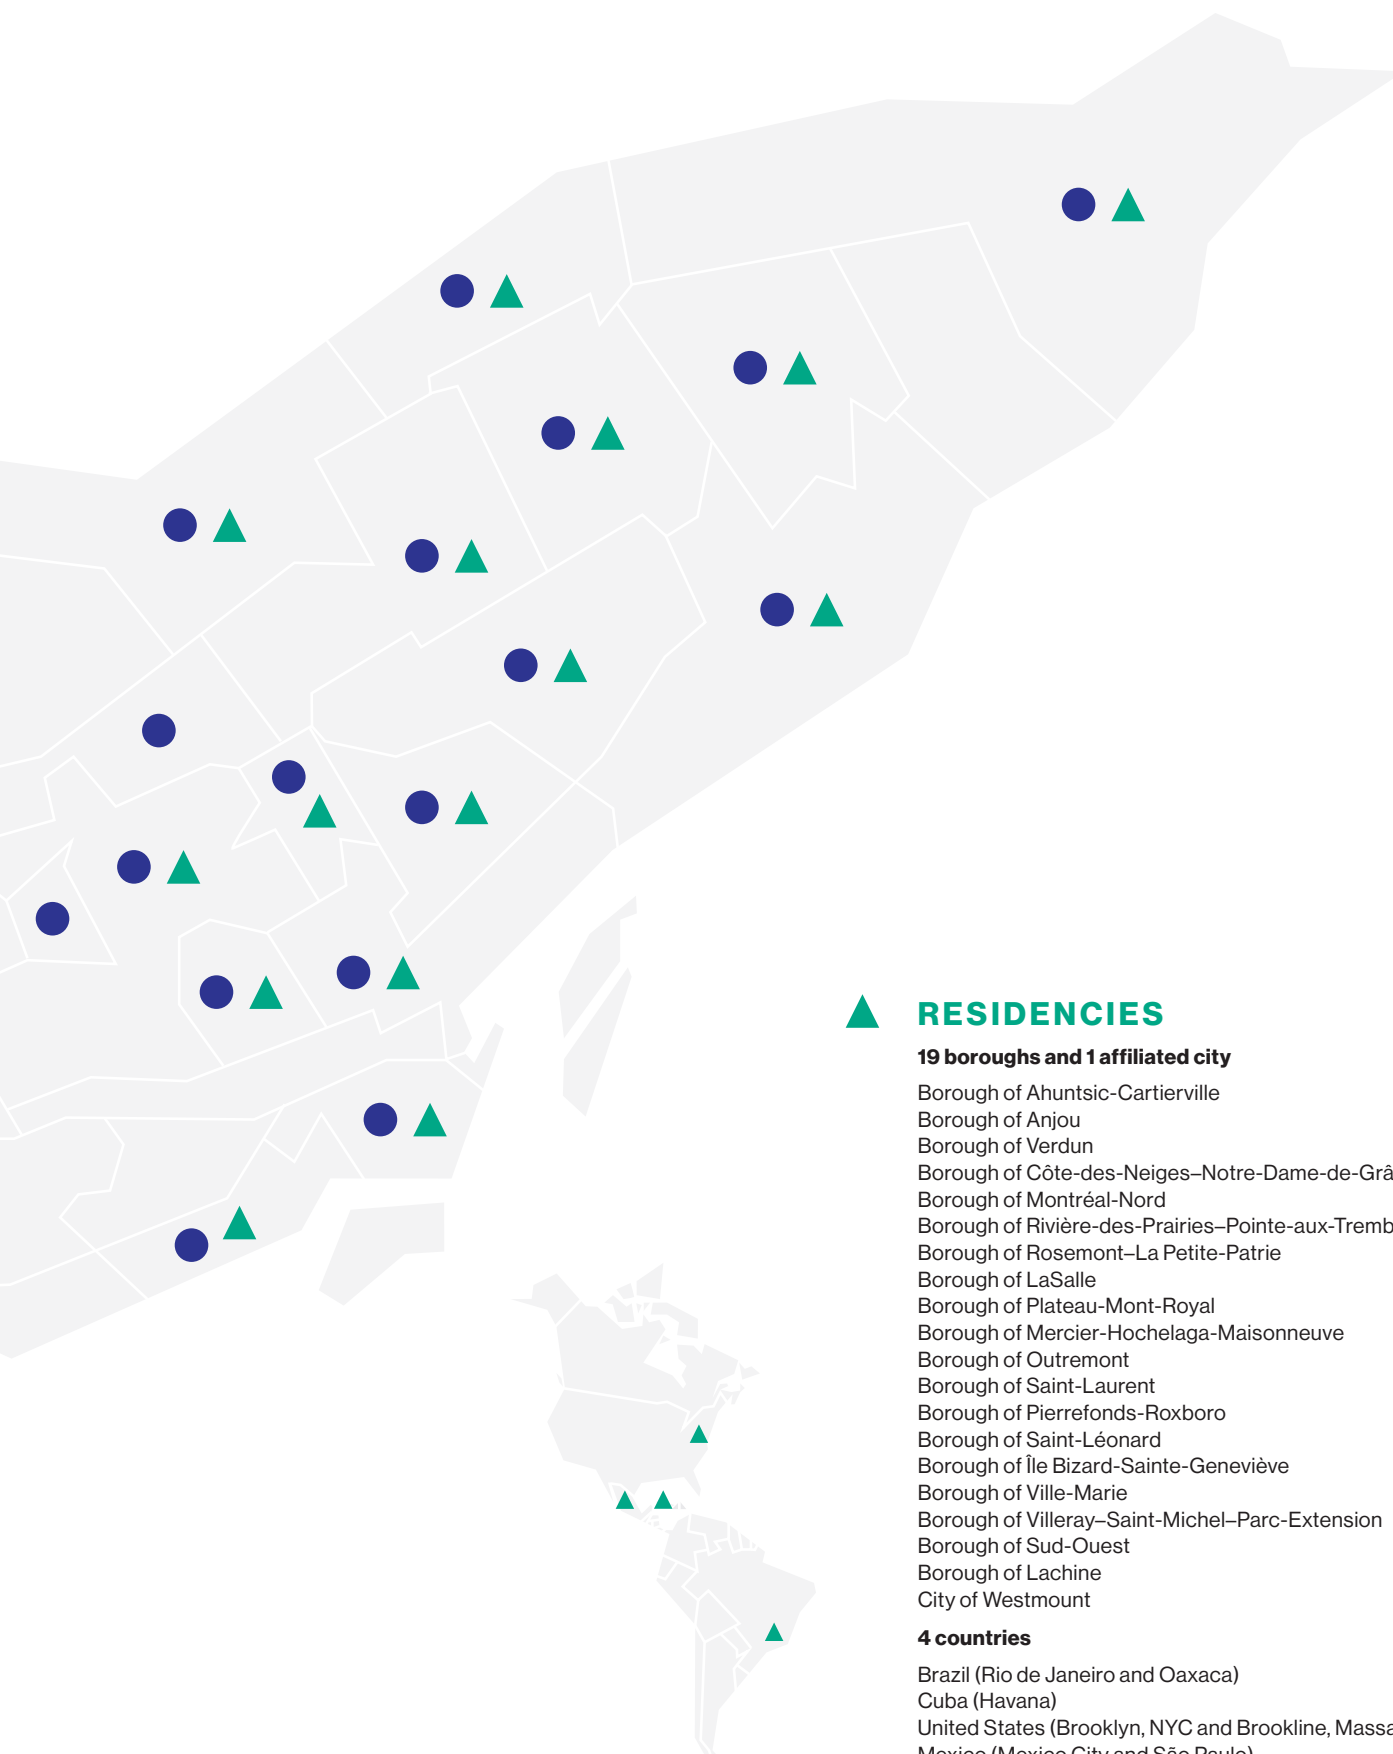 RESIDENCIES
19 boroughs and 1 affiliated city
Borough of Ahuntsic-Cartierville
Borough of Anjou
Borough of Verdun
Borough of Côte-des-Neiges–Notre-Dame-de-Grâ
Borough of Montréal-Nord
Borough of Rivière-des-Prairies–Pointe-aux-Tremb
Borough of Rosemont–La Petite-Patrie
Borough of LaSalle
Borough of Plateau-Mont-Royal
Borough of Mercier-Hochelaga-Maisonneuve
Borough of Outremont
Borough of Saint-Laurent
Borough of Pierrefonds-Roxboro
Borough of Saint-Léonard
Borough of Île Bizard-Sainte-Geneviève
Borough of Ville-Marie
Borough of Villeray–Saint-Michel–Parc-Extension
Borough of Sud-Ouest
Borough of Lachine
City of Westmount
4 countries
Brazil (Rio de Janeiro and Oaxaca)
Cuba (Havana)
United States (Brooklyn, NYC and Brookline, Massa
Mexico (Mexico City and São Paulo)